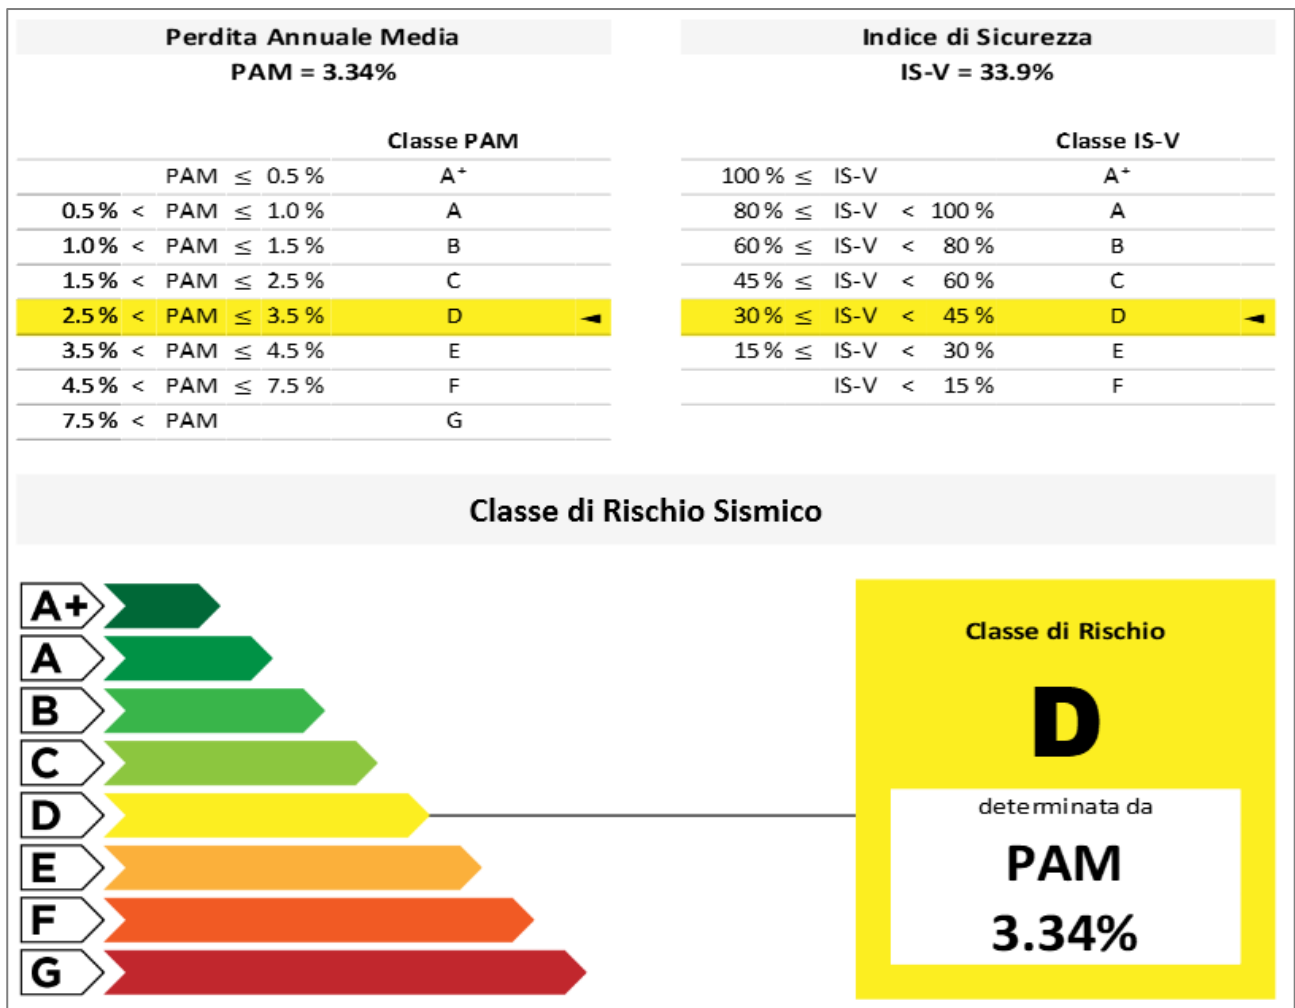 Perdita Annuale Media
PAM = 3.34%
Classe PAM
PAM ≤ 0.5 % A⁺
0.5 % < PAM ≤ 1.0 % A
1.0 % < PAM ≤ 1.5 % B
1.5 % < PAM ≤ 2.5 % C
2.5 % < PAM ≤ 3.5 % D ◄
3.5 % < PAM ≤ 4.5 % E
4.5 % < PAM ≤ 7.5 % F
7.5 % < PAM G
Indice di Sicurezza
IS-V = 33.9%
Classe IS-V
100 % ≤ IS-V A⁺
80 % ≤ IS-V < 100 % A
60 % ≤ IS-V < 80 % B
45 % ≤ IS-V < 60 % C
30 % ≤ IS-V < 45 % D ◄
15 % ≤ IS-V < 30 % E
IS-V < 15 % F
Classe di Rischio Sismico
A+
A
B
C
D
E
F
G
Classe di Rischio
D
determinata da
PAM
3.34%